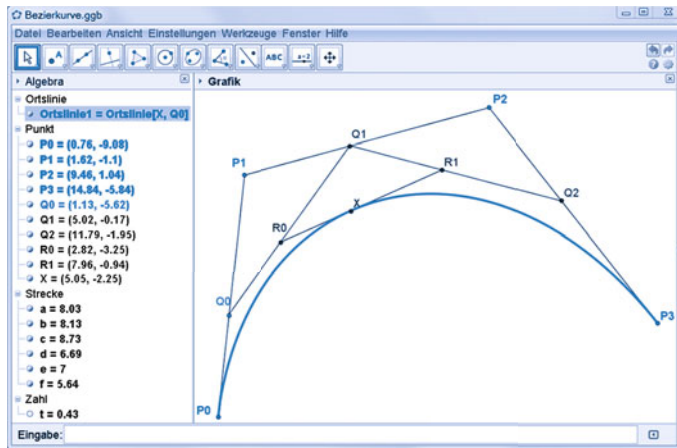 Bezierkurve.ggb
Datei Bearbeiten Ansicht Einstellungen Werkzeuge Fenster Hilfe
A
ABC
a=2
Algebra
Ortslinie
Ortslinie1 = Ortslinie[X, Q0]
Punkt
P0 = (0.76, -9.08)
P1 = (1.62, -1.1)
P2 = (9.46, 1.04)
P3 = (14.84, -5.84)
Q0 = (1.13, -5.62)
Q1 = (5.02, -0.17)
Q2 = (11.79, -1.95)
R0 = (2.82, -3.25)
R1 = (7.96, -0.94)
X = (5.05, -2.25)
Strecke
a = 8.03
b = 8.13
c = 8.73
d = 6.69
e = 7
f = 5.64
Zahl
t = 0.43
Grafik
P2
Q1
P1
R1
Q2
X
R0
Q0
P3
P0
Eingabe: